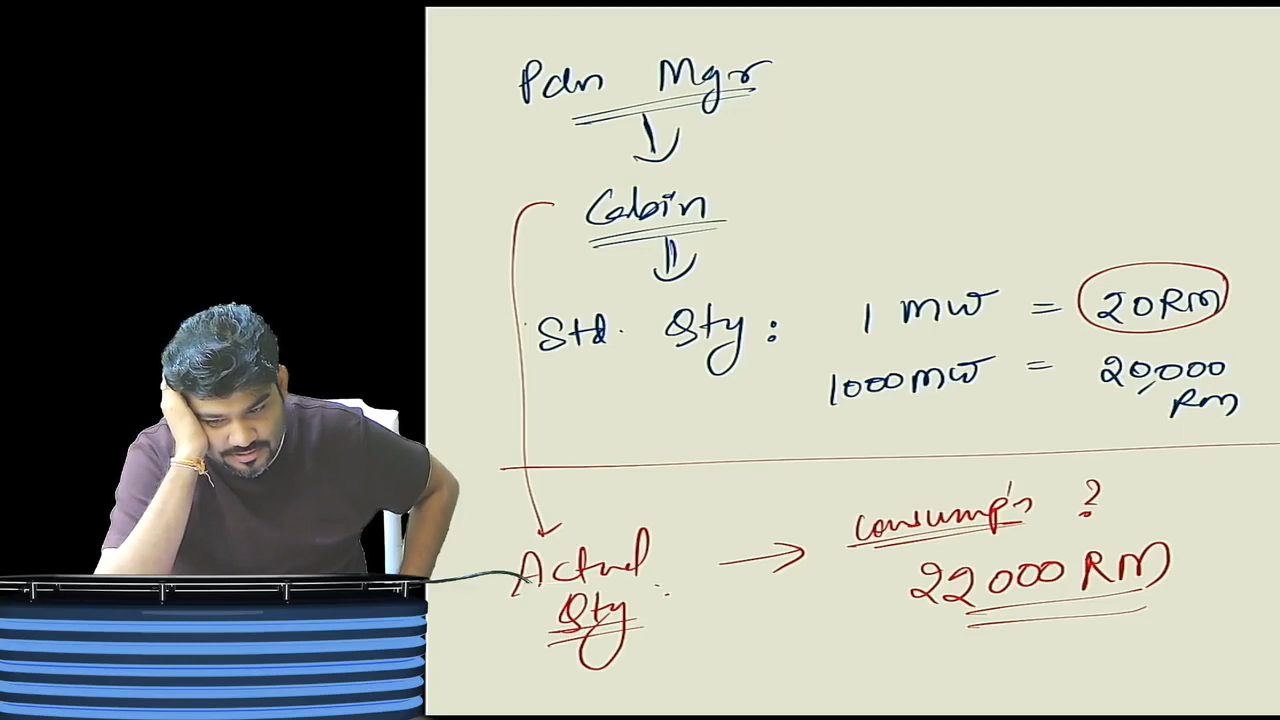 Pdn Mgr
Cabin
Std. Qty : 1 MW = 20RM
1000MW = 20,000 RM
Consump'n ?
Actual Qty → 22000 RM